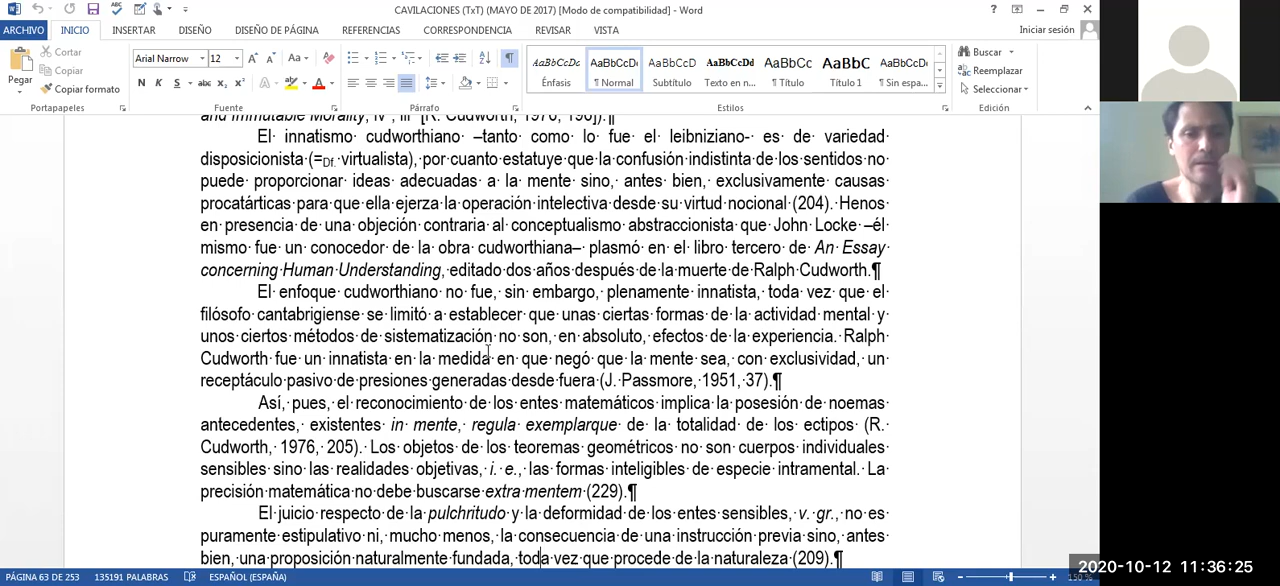 CAVILACIONES (TxT) (MAYO DE 2017) [Modo de compatibilidad] - Word
ARCHIVO INICIO INSERTAR DISEÑO DISEÑO DE PÁGINA REFERENCIAS CORRESPONDENCIA REVISAR VISTA Iniciar sesión
Pegar
Cortar
Copiar
Copiar formato
Portapapeles
Arial Narrow 12
N K S abc x₂ x²
Fuente
Párrafo
AaBbCcDc AaBbCcDc AaBbCcD AaBbCcDd AaBbCc AaBbC AaBbCcDc
Énfasis ¶ Normal Subtítulo Texto en n... ¶ Título Título 1 ¶ Sin espa...
Estilos
Buscar
Reemplazar
Seleccionar
Edición
and Immutable Morality, IV, III [R. Cudworth, 1976, 196]).¶
El innatismo cudworthiano –tanto como lo fue el leibniziano- es de variedad
disposicionista (=Df. virtualista), por cuanto estatuye que la confusión indistinta de los sentidos no
puede proporcionar ideas adecuadas a la mente sino, antes bien, exclusivamente causas
procatárticas para que ella ejerza la operación intelectiva desde su virtud nocional (204). Henos
en presencia de una objeción contraria al conceptualismo abstraccionista que John Locke –él
mismo fue un conocedor de la obra cudworthiana– plasmó en el libro tercero de An Essay
concerning Human Understanding, editado dos años después de la muerte de Ralph Cudworth.¶
El enfoque cudworthiano no fue, sin embargo, plenamente innatista, toda vez que el
filósofo cantabrigiense se limitó a establecer que unas ciertas formas de la actividad mental y
unos ciertos métodos de sistematización no son, en absoluto, efectos de la experiencia. Ralph
Cudworth fue un innatista en la medida en que negó que la mente sea, con exclusividad, un
receptáculo pasivo de presiones generadas desde fuera (J. Passmore, 1951, 37).¶
Así, pues, el reconocimiento de los entes matemáticos implica la posesión de noemas
antecedentes, existentes in mente, regula exemplarque de la totalidad de los ectipos (R.
Cudworth, 1976, 205). Los objetos de los teoremas geométricos no son cuerpos individuales
sensibles sino las realidades objetivas, i. e., las formas inteligibles de especie intramental. La
precisión matemática no debe buscarse extra mentem (229).¶
El juicio respecto de la pulchritudo y la deformidad de los entes sensibles, v. gr., no es
puramente estipulativo ni, mucho menos, la consecuencia de una instrucción previa sino, antes
bien, una proposición naturalmente fundada, toda vez que procede de la naturaleza (209).¶
PÁGINA 63 DE 253 135191 PALABRAS ESPAÑOL (ESPAÑA) 150 %
2020-10-12 11:36:25